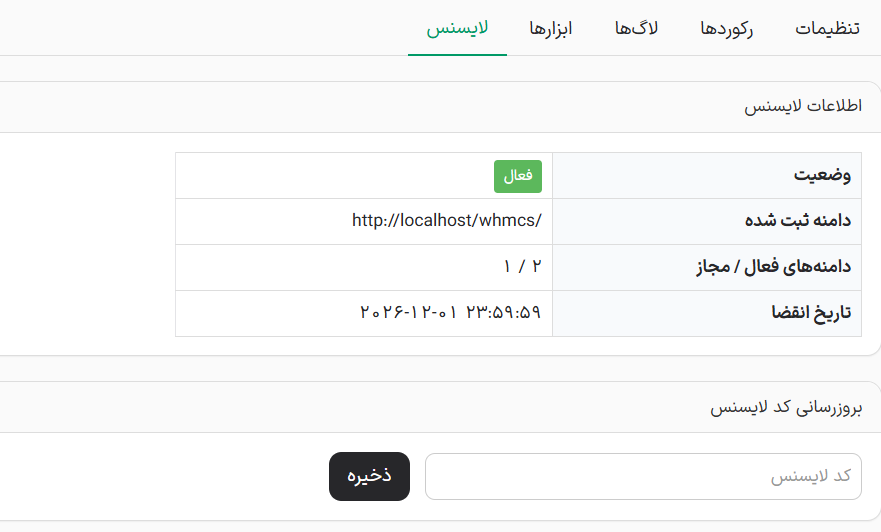 تنظیمات رکوردها لاگ‌ها ابزارها لایسنس
اطلاعات لایسنس
وضعیت فعال
دامنه ثبت شده http://localhost/whmcs/
دامنه‌های فعال / مجاز ۱ / ۲
تاریخ انقضا ۲۰۲۶-۱۲-۰۱ ۲۳:۵۹:۵۹
بروزرسانی کد لایسنس
کد لایسنس ذخیره